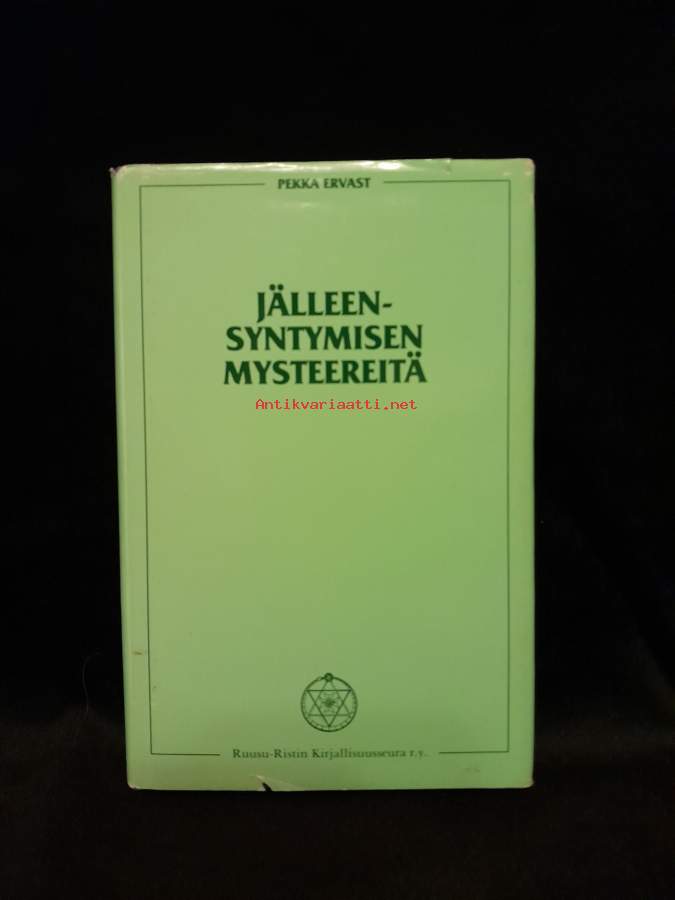 PEKKA ERVAST
JÄLLEEN-
SYNTYMISEN
MYSTEEREITÄ
Antikvariaatti.net
Ruusu-Ristin Kirjallisuusseura r.y.